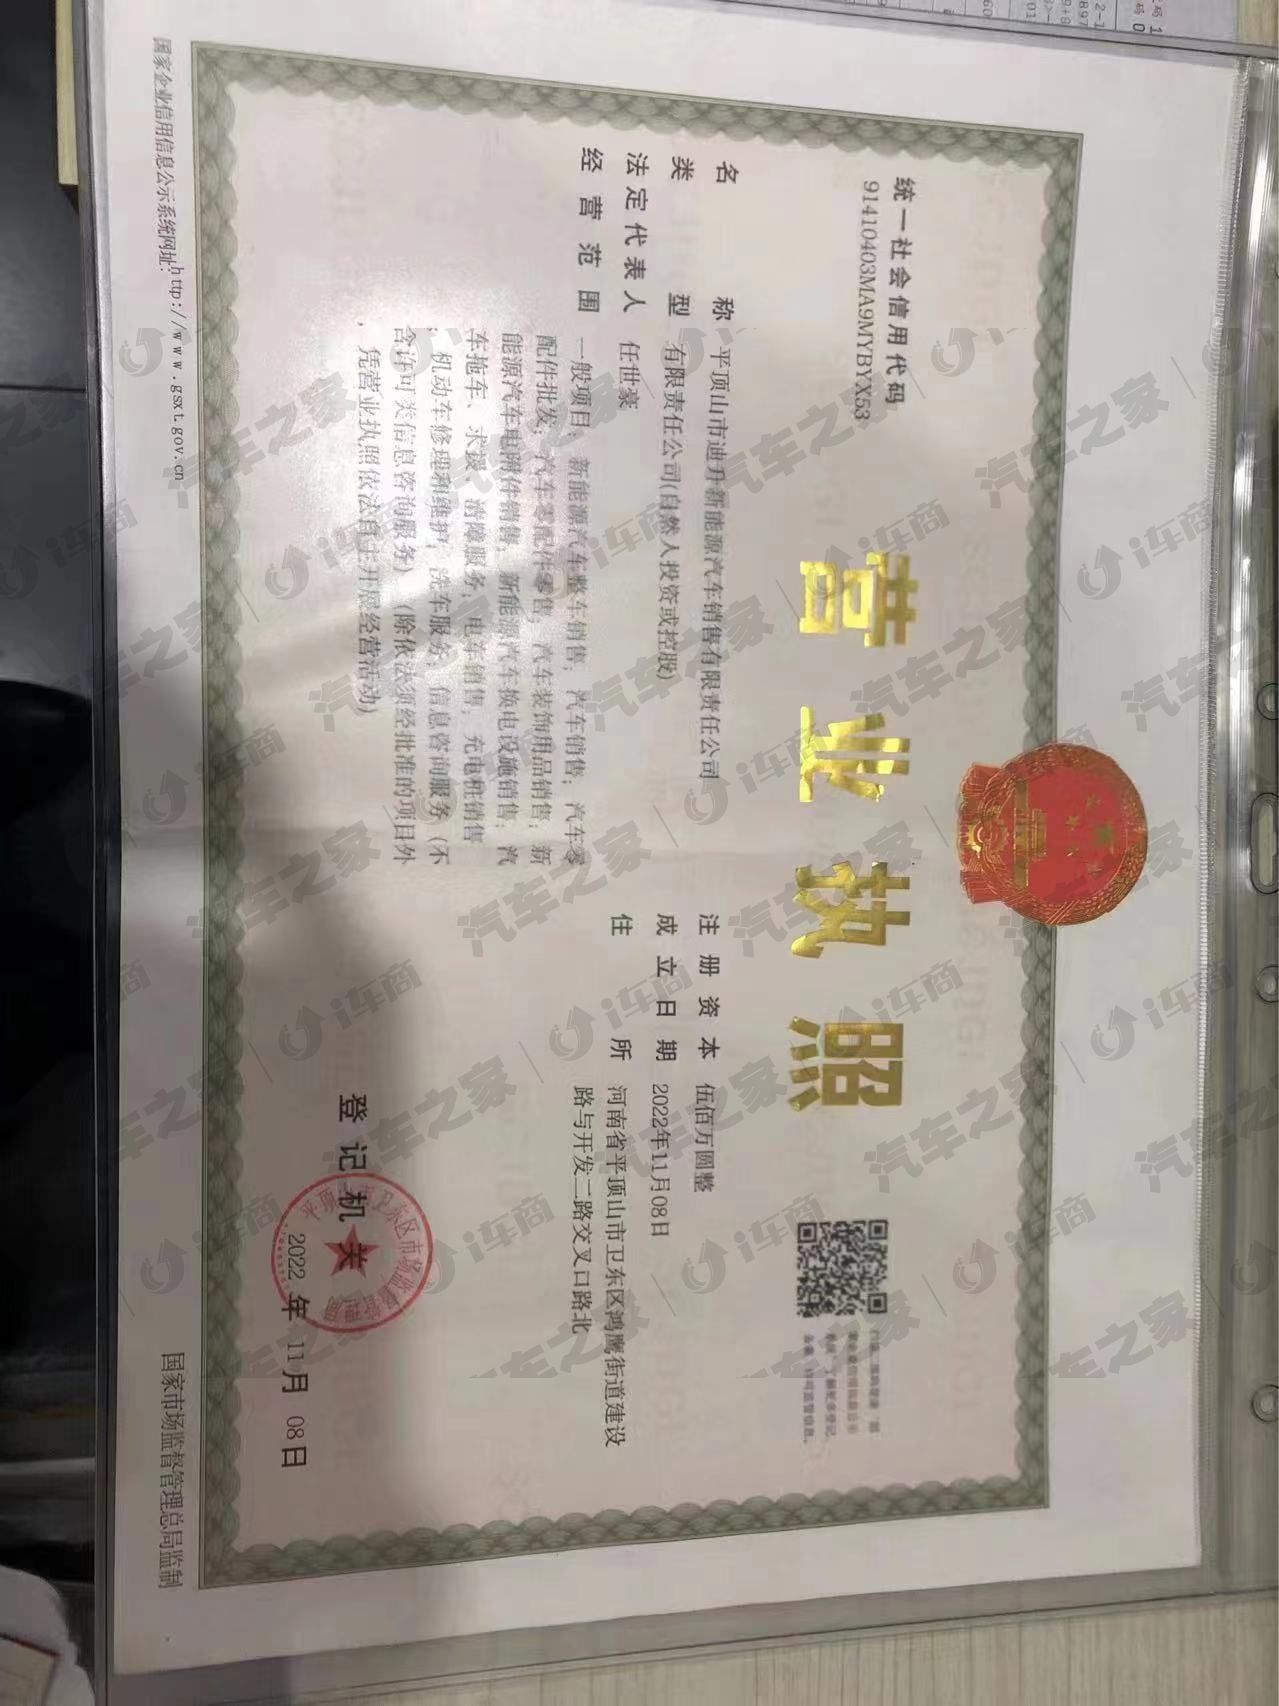 营业执照
统一社会信用代码
91410403MA9MYBYX53
名 称 平顶山市迪升新能源汽车销售有限责任公司
类 型 有限责任公司(自然人投资或控股)
法定代表人 任世豪
经营范围 一般项目：新能源汽车整车销售；汽车销售；汽车零
配件批发；汽车零配件零售；汽车装饰用品销售；新
能源汽车电附件销售；新能源汽车换电设施销售；汽
车拖车、求援、清障服务；电车销售；充电桩销售
；机动车修理和维护；洗车服务；信息咨询服务（不
含许可类信息咨询服务）（除依法须经批准的项目外
，凭营业执照依法自主开展经营活动）
注册资本 伍佰万圆整
成立日期 2022年11月08日
住 所 河南省平顶山市卫东区鸿鹰街道建设
路与开发二路交叉口路北
登记机关
2022年 11月 08日
国家企业信用信息公示系统网址：http://www.gsxt.gov.cn
国家市场监督管理总局监制
i车商
汽车之家